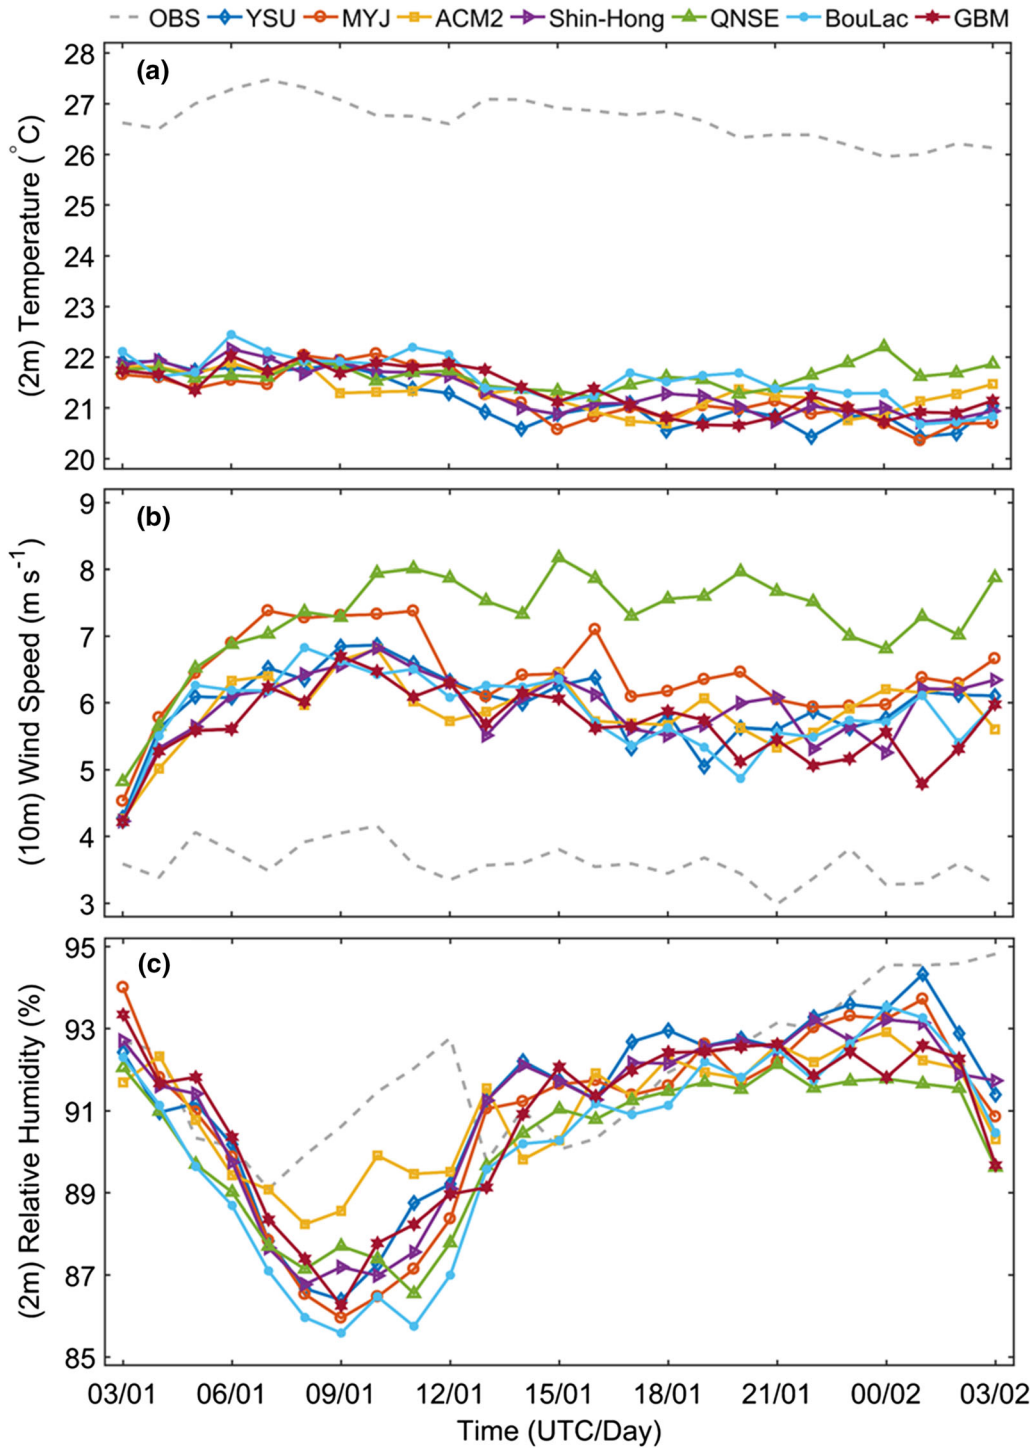 OBS YSU MYJ ACM2 Shin-Hong QNSE BouLac GBM
(a)
28
27
26
25
24
23
22
21
20
(2m) Temperature (°C)
(b)
9
8
7
6
5
4
3
(10m) Wind Speed (m s⁻¹)
(c)
95
93
91
89
87
85
(2m) Relative Humidity (%)
03/01 06/01 09/01 12/01 15/01 18/01 21/01 00/02 03/02
Time (UTC/Day)